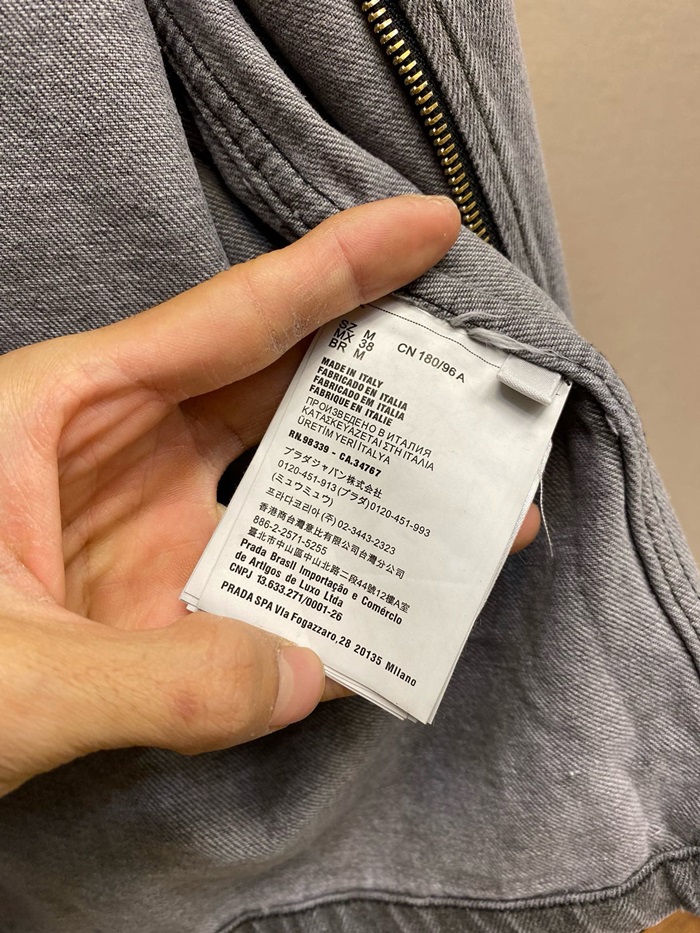 SZ M
MX 38
BR M
CN 180/96 A
MADE IN ITALY
FABRICADO EN ITALIA
FABRICADO EM ITALIA
FABRIQUE EN ITALIE
ПРОИЗВЕДЕНО В ИТАЛИЯ
ΚΑΤΑΣΚΕΥΑΖΕΤΑΙ ΣΤΗ ΙΤΑΛΙΑ
ÜRETİM YERİ İTALYA
RN.98339 - CA.34767
プラダジャパン株式会社
0120-451-913 (プラダ) 0120-451-993
(ミュウミュウ)
프라다코리아 (주) 02-3443-2323
香港商台灣意比有限公司台灣分公司
886-2-2571-5255
臺北市中山區中山北路二段44號12樓A室
Prada Brasil Importação e Comércio
de Artigos de Luxo Ltda
CNPJ 13.633.271/0001-26
PRADA SPA Via Fogazzaro,28 20135 Milano